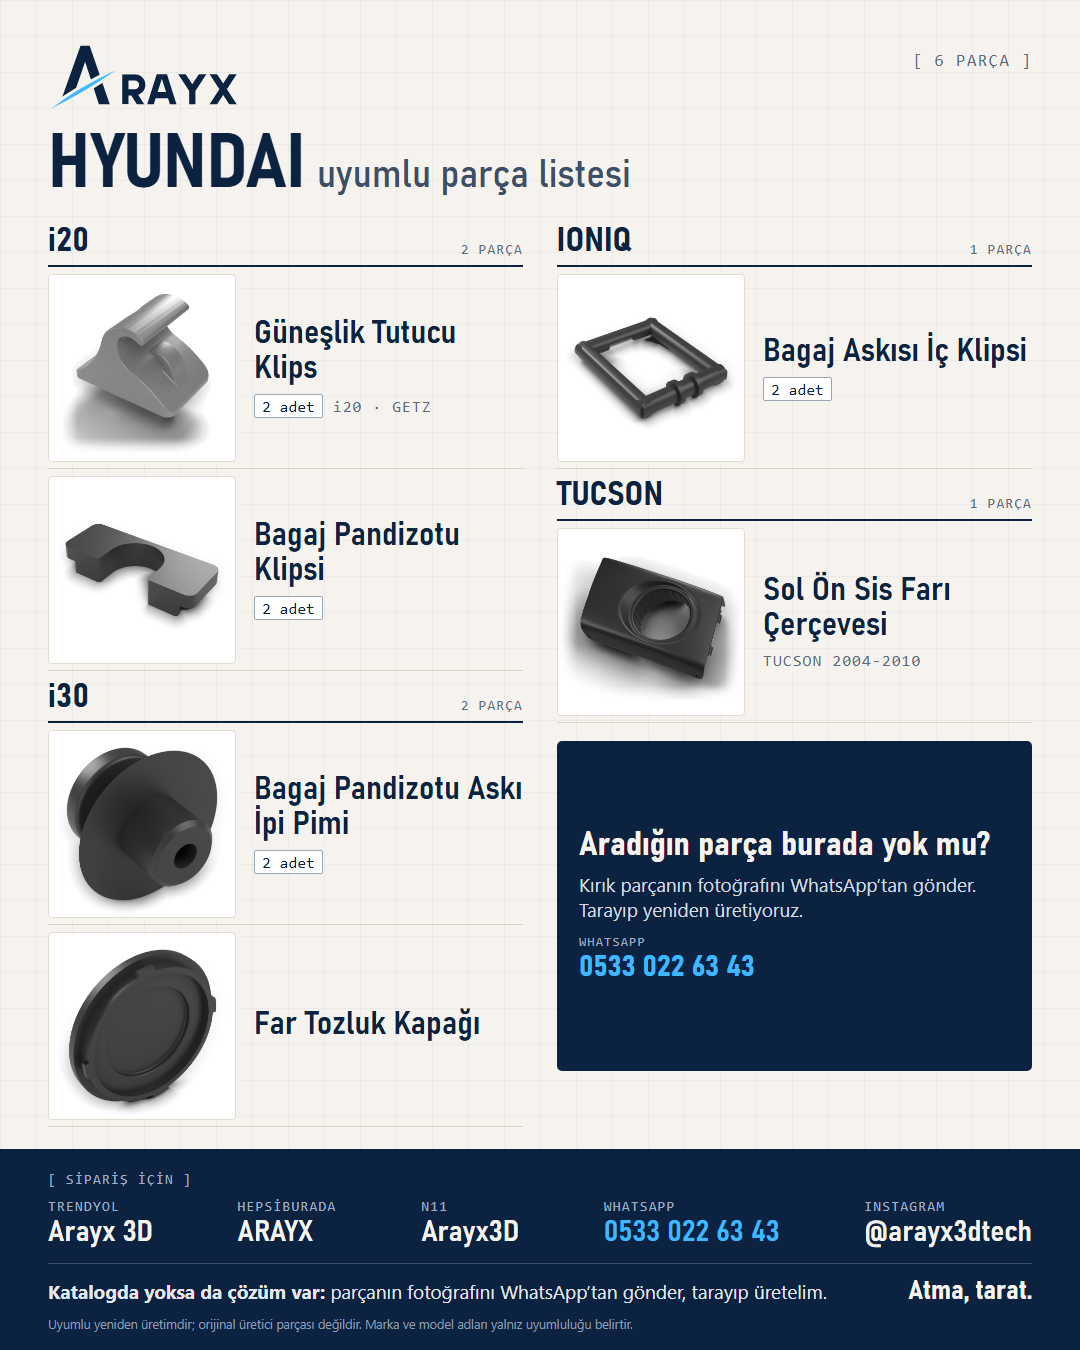 ARAYX
[ 6 PARÇA ]
HYUNDAI uyumlu parça listesi
i20
2 PARÇA
Güneşlik Tutucu
Klips
2 adet
i20 · GETZ
Bagaj Pandizotu
Klipsi
2 adet
i30
2 PARÇA
Bagaj Pandizotu Askı
İpi Pimi
2 adet
Far Tozluk Kapağı
IONIQ
1 PARÇA
Bagaj Askısı İç Klipsi
2 adet
TUCSON
1 PARÇA
Sol Ön Sis Farı
Çerçevesi
TUCSON 2004-2010
Aradığın parça burada yok mu?
Kırık parçanın fotoğrafını WhatsApp'tan gönder.
Tarayıp yeniden üretiyoruz.
WHATSAPP
0533 022 63 43
[ SİPARİŞ İÇİN ]
TRENDYOL
Arayx 3D
HEPSİBURADA
ARAYX
N11
Arayx3D
WHATSAPP
0533 022 63 43
INSTAGRAM
@arayx3dtech
Katalogda yoksa da çözüm var: parçanın fotoğrafını WhatsApp'tan gönder, tarayıp üretelim.
Atma, tarat.
Uyumlu yeniden üretimdir; orijinal üretici parçası değildir. Marka ve model adları yalnız uyumluluğu belirtir.